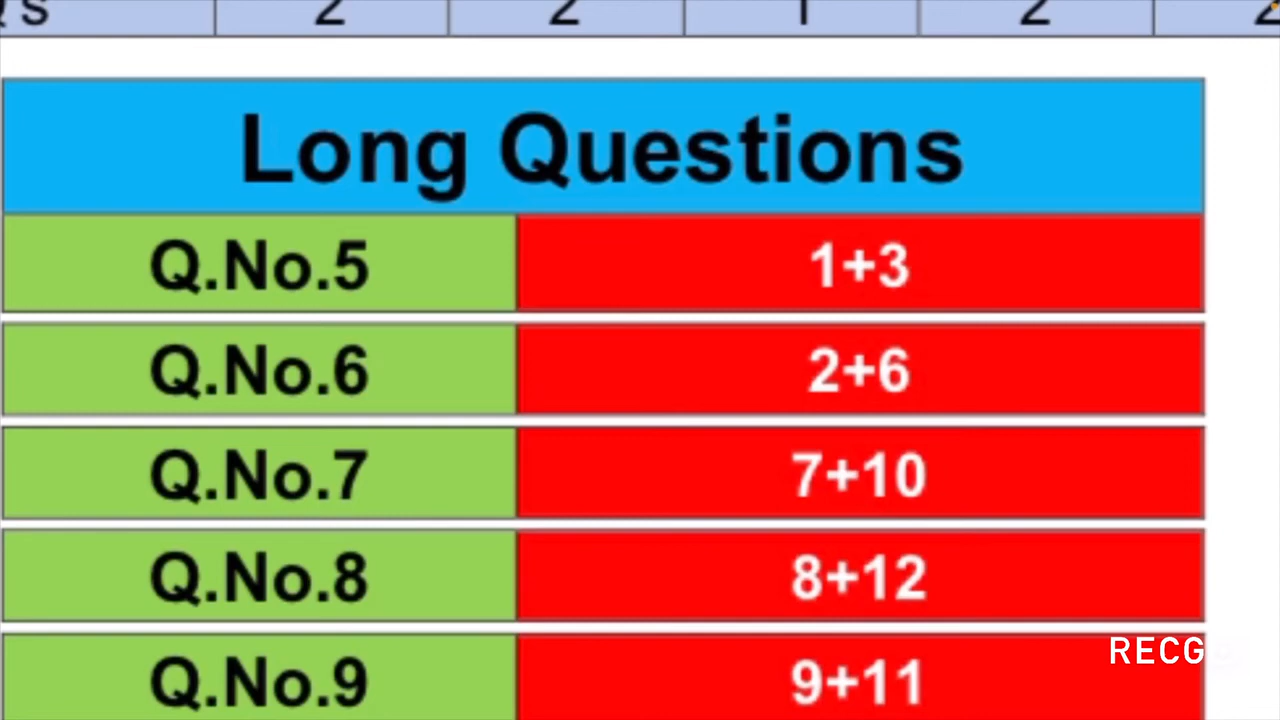 2 2 1 2 2
Long Questions
Q.No.5 1+3
Q.No.6 2+6
Q.No.7 7+10
Q.No.8 8+12
Q.No.9 9+11
RECG